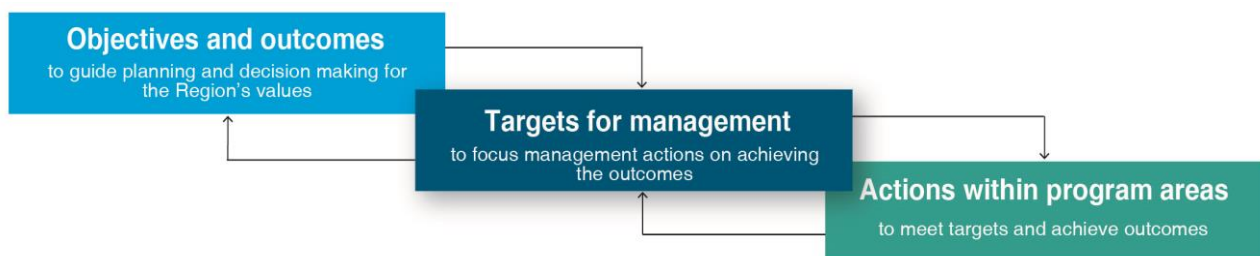 Objectives and outcomes
to guide planning and decision making for
the Region's values
Targets for management
to focus management actions on achieving
the outcomes
Actions within program areas
to meet targets and achieve outcomes